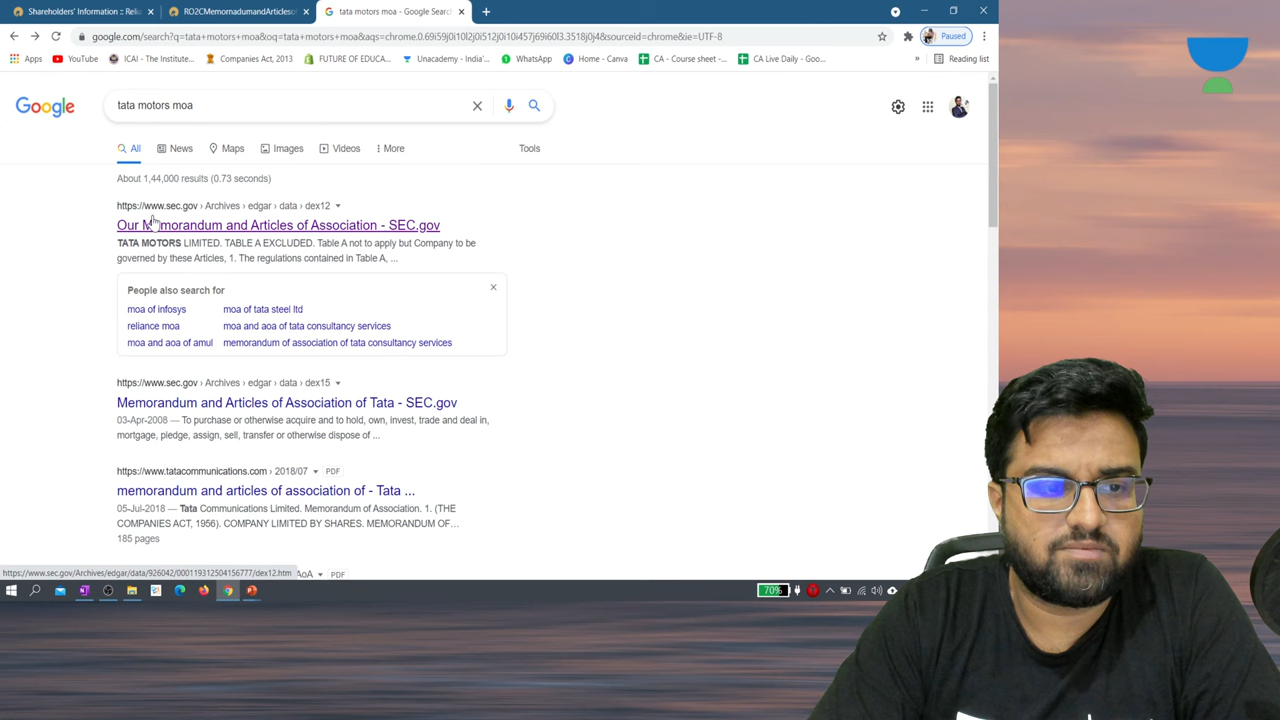 Shareholders' Information :: Relia
RO2CMemornadumandArticlesof
tata motors moa - Google Search
google.com/search?q=tata+motors+moa&oq=tata+motors+moa&aqs=chrome.0.69i59j0i10l2j0i512j0i10i457j69i60l3.3518j0j4&sourceid=chrome&ie=UTF-8
Paused
Apps
YouTube
ICAI - The Institute...
Companies Act, 2013
FUTURE OF EDUCA...
Unacademy - India'...
WhatsApp
Home - Canva
CA - Course sheet -...
CA Live Daily - Goo...
»
Reading list
Google
tata motors moa
All
News
Maps
Images
Videos
More
Tools
About 1,44,000 results (0.73 seconds)
https://www.sec.gov › Archives › edgar › data › dex12
Our Memorandum and Articles of Association - SEC.gov
TATA MOTORS LIMITED. TABLE A EXCLUDED. Table A not to apply but Company to be
governed by these Articles, 1. The regulations contained in Table A, ...
People also search for
moa of infosys
moa of tata steel ltd
reliance moa
moa and aoa of tata consultancy services
moa and aoa of amul
memorandum of association of tata consultancy services
https://www.sec.gov › Archives › edgar › data › dex15
Memorandum and Articles of Association of Tata - SEC.gov
03-Apr-2008 — To purchase or otherwise acquire and to hold, own, invest, trade and deal in,
mortgage, pledge, assign, sell, transfer or otherwise dispose of ...
https://www.tatacommunications.com › 2018/07
PDF
memorandum and articles of association of - Tata ...
05-Jul-2018 — Tata Communications Limited. Memorandum of Association. 1. (THE
COMPANIES ACT, 1956). COMPANY LIMITED BY SHARES. MEMORANDUM OF...
185 pages
https://www.sec.gov/Archives/edgar/data/926042/000119312504156777/dex12.htm
AoA
PDF
70%